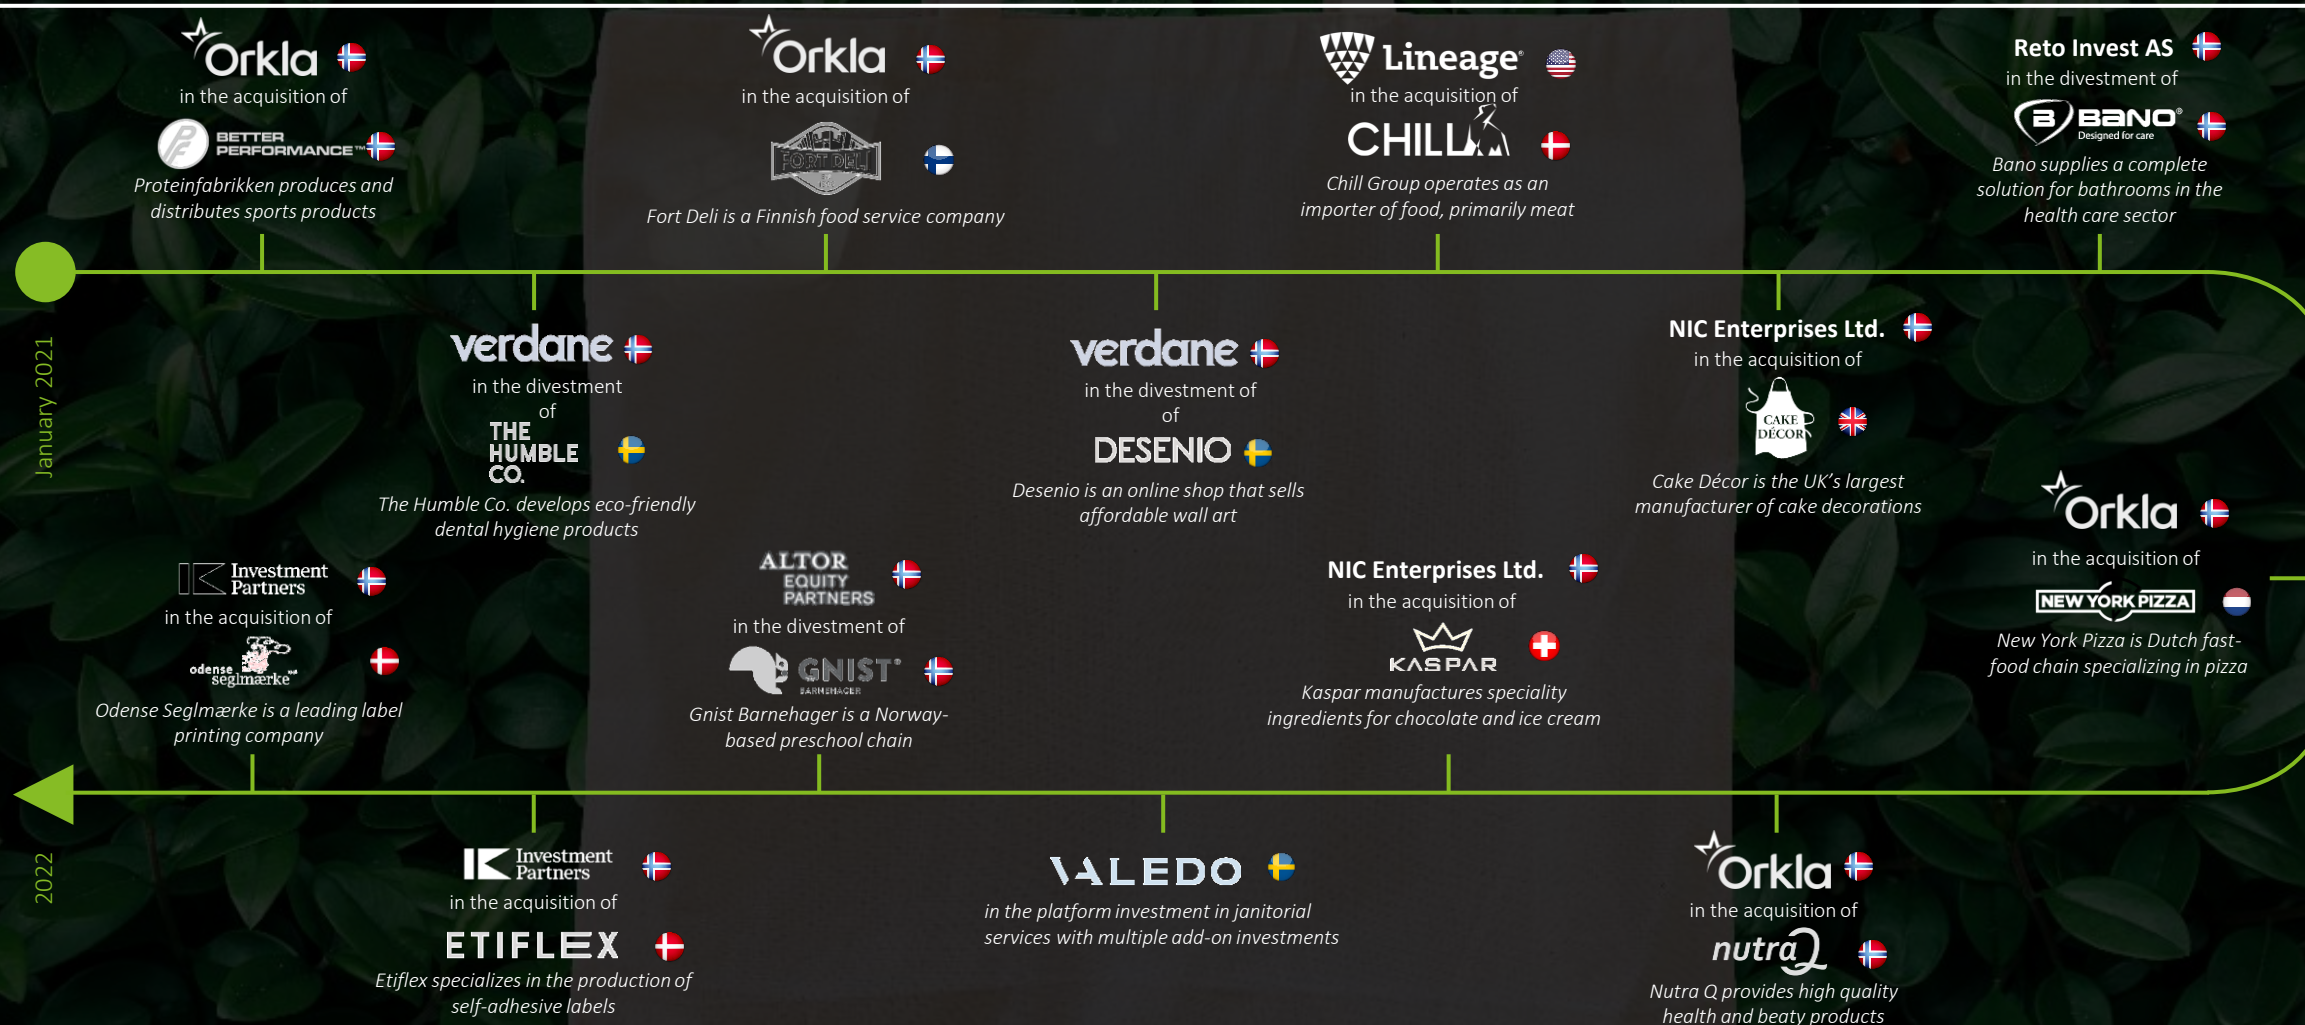 Orkla
in the acquisition of
PF BETTER
PERFORMANCE™
Proteinfabrikken produces and
distributes sports products
Orkla
in the acquisition of
FORT DELI
Fort Deli is a Finnish food service company
Lineage®
in the acquisition of
CHILL
Chill Group operates as an
importer of food, primarily meat
Reto Invest AS
in the divestment of
B BANO®
Designed for care
Bano supplies a complete
solution for bathrooms in the
health care sector
January 2021
verdane
in the divestment
of
THE
HUMBLE
CO.
The Humble Co. develops eco-friendly
dental hygiene products
verdane
in the divestment of
of
DESENIO
Desenio is an online shop that sells
affordable wall art
NIC Enterprises Ltd.
in the acquisition of
CAKE
DÉCOR
Cake Décor is the UK’s largest
manufacturer of cake decorations
Orkla
in the acquisition of
NEW YORK PIZZA
New York Pizza is Dutch fast-
food chain specializing in pizza
IK Investment
Partners
in the acquisition of
odense
seglmærke
Odense Seglmærke is a leading label
printing company
ALTOR
EQUITY
PARTNERS
in the divestment of
GNIST®
BARNEHAGER
Gnist Barnehager is a Norway-
based preschool chain
NIC Enterprises Ltd.
in the acquisition of
KASPAR
Kaspar manufactures speciality
ingredients for chocolate and ice cream
2022
IK Investment
Partners
in the acquisition of
ETIFLEX
Etiflex specializes in the production of
self-adhesive labels
VALEDO
in the platform investment in janitorial
services with multiple add-on investments
Orkla
in the acquisition of
nutraQ
Nutra Q provides high quality
health and beaty products